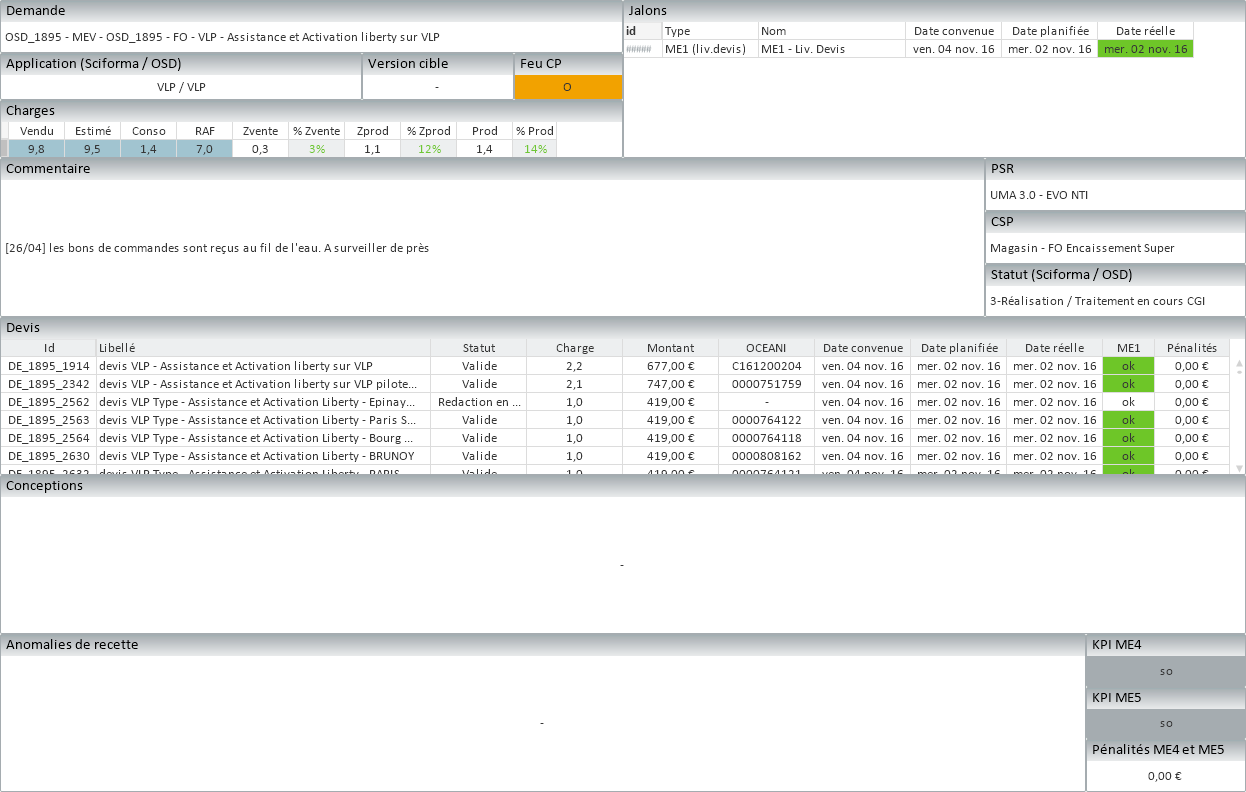 Demande
OSD_1895 - MEV - OSD_1895 - FO - VLP - Assistance et Activation liberty sur VLP
Application (Sciforma / OSD) Version cible Feu CP
VLP / VLP - O
Charges
Vendu Estimé Conso RAF Zvente % Zvente Zprod % Zprod Prod % Prod
9,8 9,5 1,4 7,0 0,3 3% 1,1 12% 1,4 14%
Jalons
id Type Nom Date convenue Date planifiée Date réelle
##### ME1 (liv.devis) ME1 - Liv. Devis ven. 04 nov. 16 mer. 02 nov. 16 mer. 02 nov. 16
Commentaire
[26/04] les bons de commandes sont reçus au fil de l'eau. A surveiller de près
PSR
UMA 3.0 - EVO NTI
CSP
Magasin - FO Encaissement Super
Statut (Sciforma / OSD)
3-Réalisation / Traitement en cours CGI
Devis
Id Libellé Statut Charge Montant OCEANI Date convenue Date planifiée Date réelle ME1 Pénalités
DE_1895_1914 devis VLP - Assistance et Activation liberty sur VLP Valide 2,2 677,00 € C161200204 ven. 04 nov. 16 mer. 02 nov. 16 mer. 02 nov. 16 ok 0,00 €
DE_1895_2342 devis VLP - Assistance et Activation liberty sur VLP pilote... Valide 2,1 747,00 € 0000751759 ven. 04 nov. 16 mer. 02 nov. 16 mer. 02 nov. 16 ok 0,00 €
DE_1895_2562 devis VLP Type - Assistance et Activation Liberty - Epinay... Redaction en ... 1,0 419,00 € - ven. 04 nov. 16 mer. 02 nov. 16 mer. 02 nov. 16 ok 0,00 €
DE_1895_2563 devis VLP Type - Assistance et Activation Liberty - Paris S... Valide 1,0 419,00 € 0000764122 ven. 04 nov. 16 mer. 02 nov. 16 mer. 02 nov. 16 ok 0,00 €
DE_1895_2564 devis VLP Type - Assistance et Activation Liberty - Bourg ... Valide 1,0 419,00 € 0000764118 ven. 04 nov. 16 mer. 02 nov. 16 mer. 02 nov. 16 ok 0,00 €
DE_1895_2630 devis VLP Type - Assistance et Activation Liberty - BRUNOY Valide 1,0 419,00 € 0000808162 ven. 04 nov. 16 mer. 02 nov. 16 mer. 02 nov. 16 ok 0,00 €
devis VLP Type - Assistance et Activation Liberty - PARIS Valide 1,0 419,00 € 0000764121 ven. 04 nov. 16 mer. 02 nov. 16 mer. 02 nov. 16 ok 0,00 €
Conceptions
-
Anomalies de recette
-
KPI ME4
so
KPI ME5
so
Pénalités ME4 et ME5
0,00 €